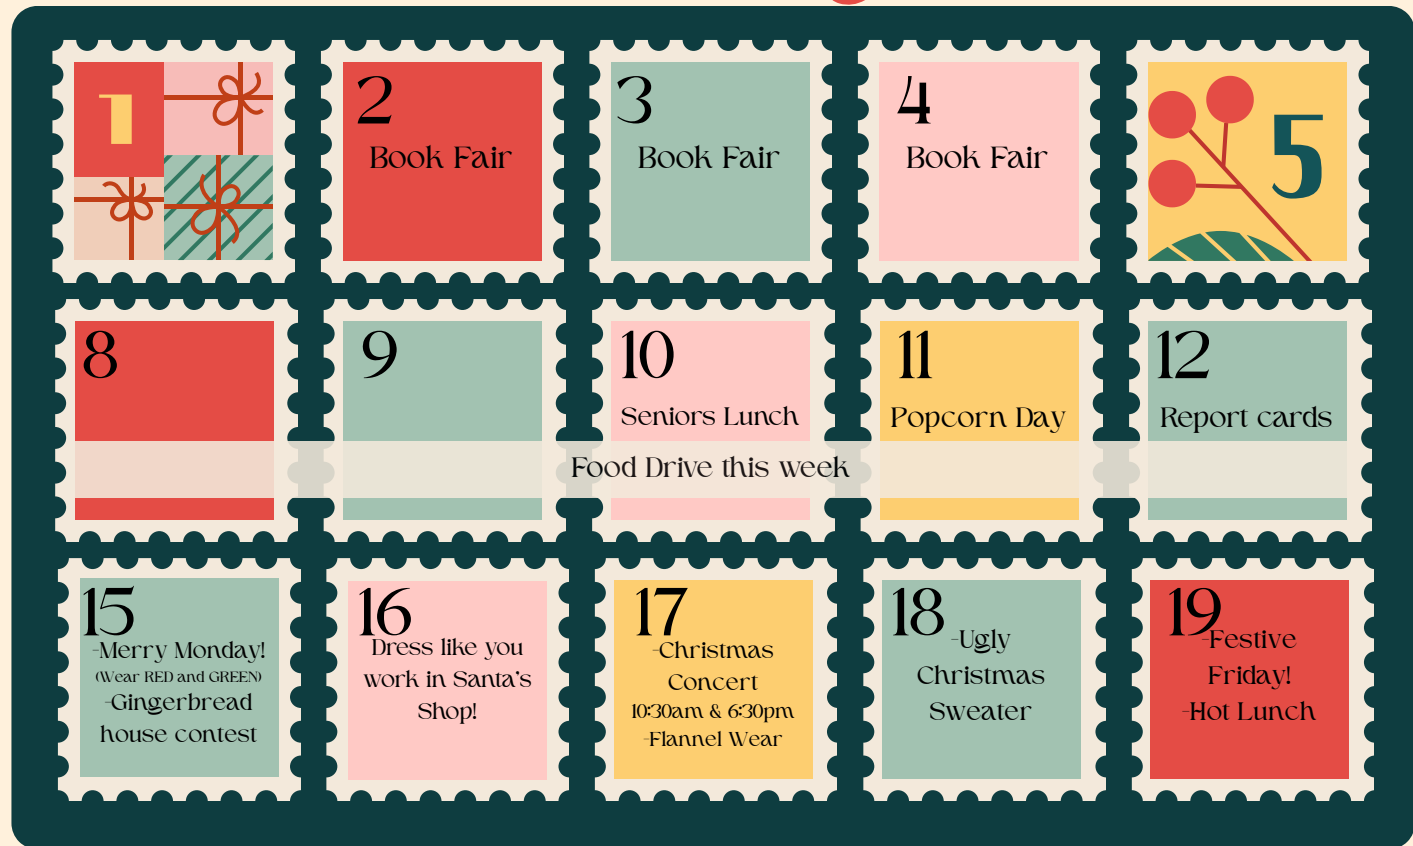 1
2
Book Fair
3
Book Fair
4
Book Fair
5
8
9
10
Seniors Lunch
11
Popcorn Day
12
Report cards
Food Drive this week
15
-Merry Monday!
(Wear RED and GREEN)
-Gingerbread
house contest
16
Dress like you
work in Santa's
Shop!
17
-Christmas
Concert
10:30am & 6:30pm
-Flannel Wear
18
-Ugly
Christmas
Sweater
19
-Festive
Friday!
-Hot Lunch